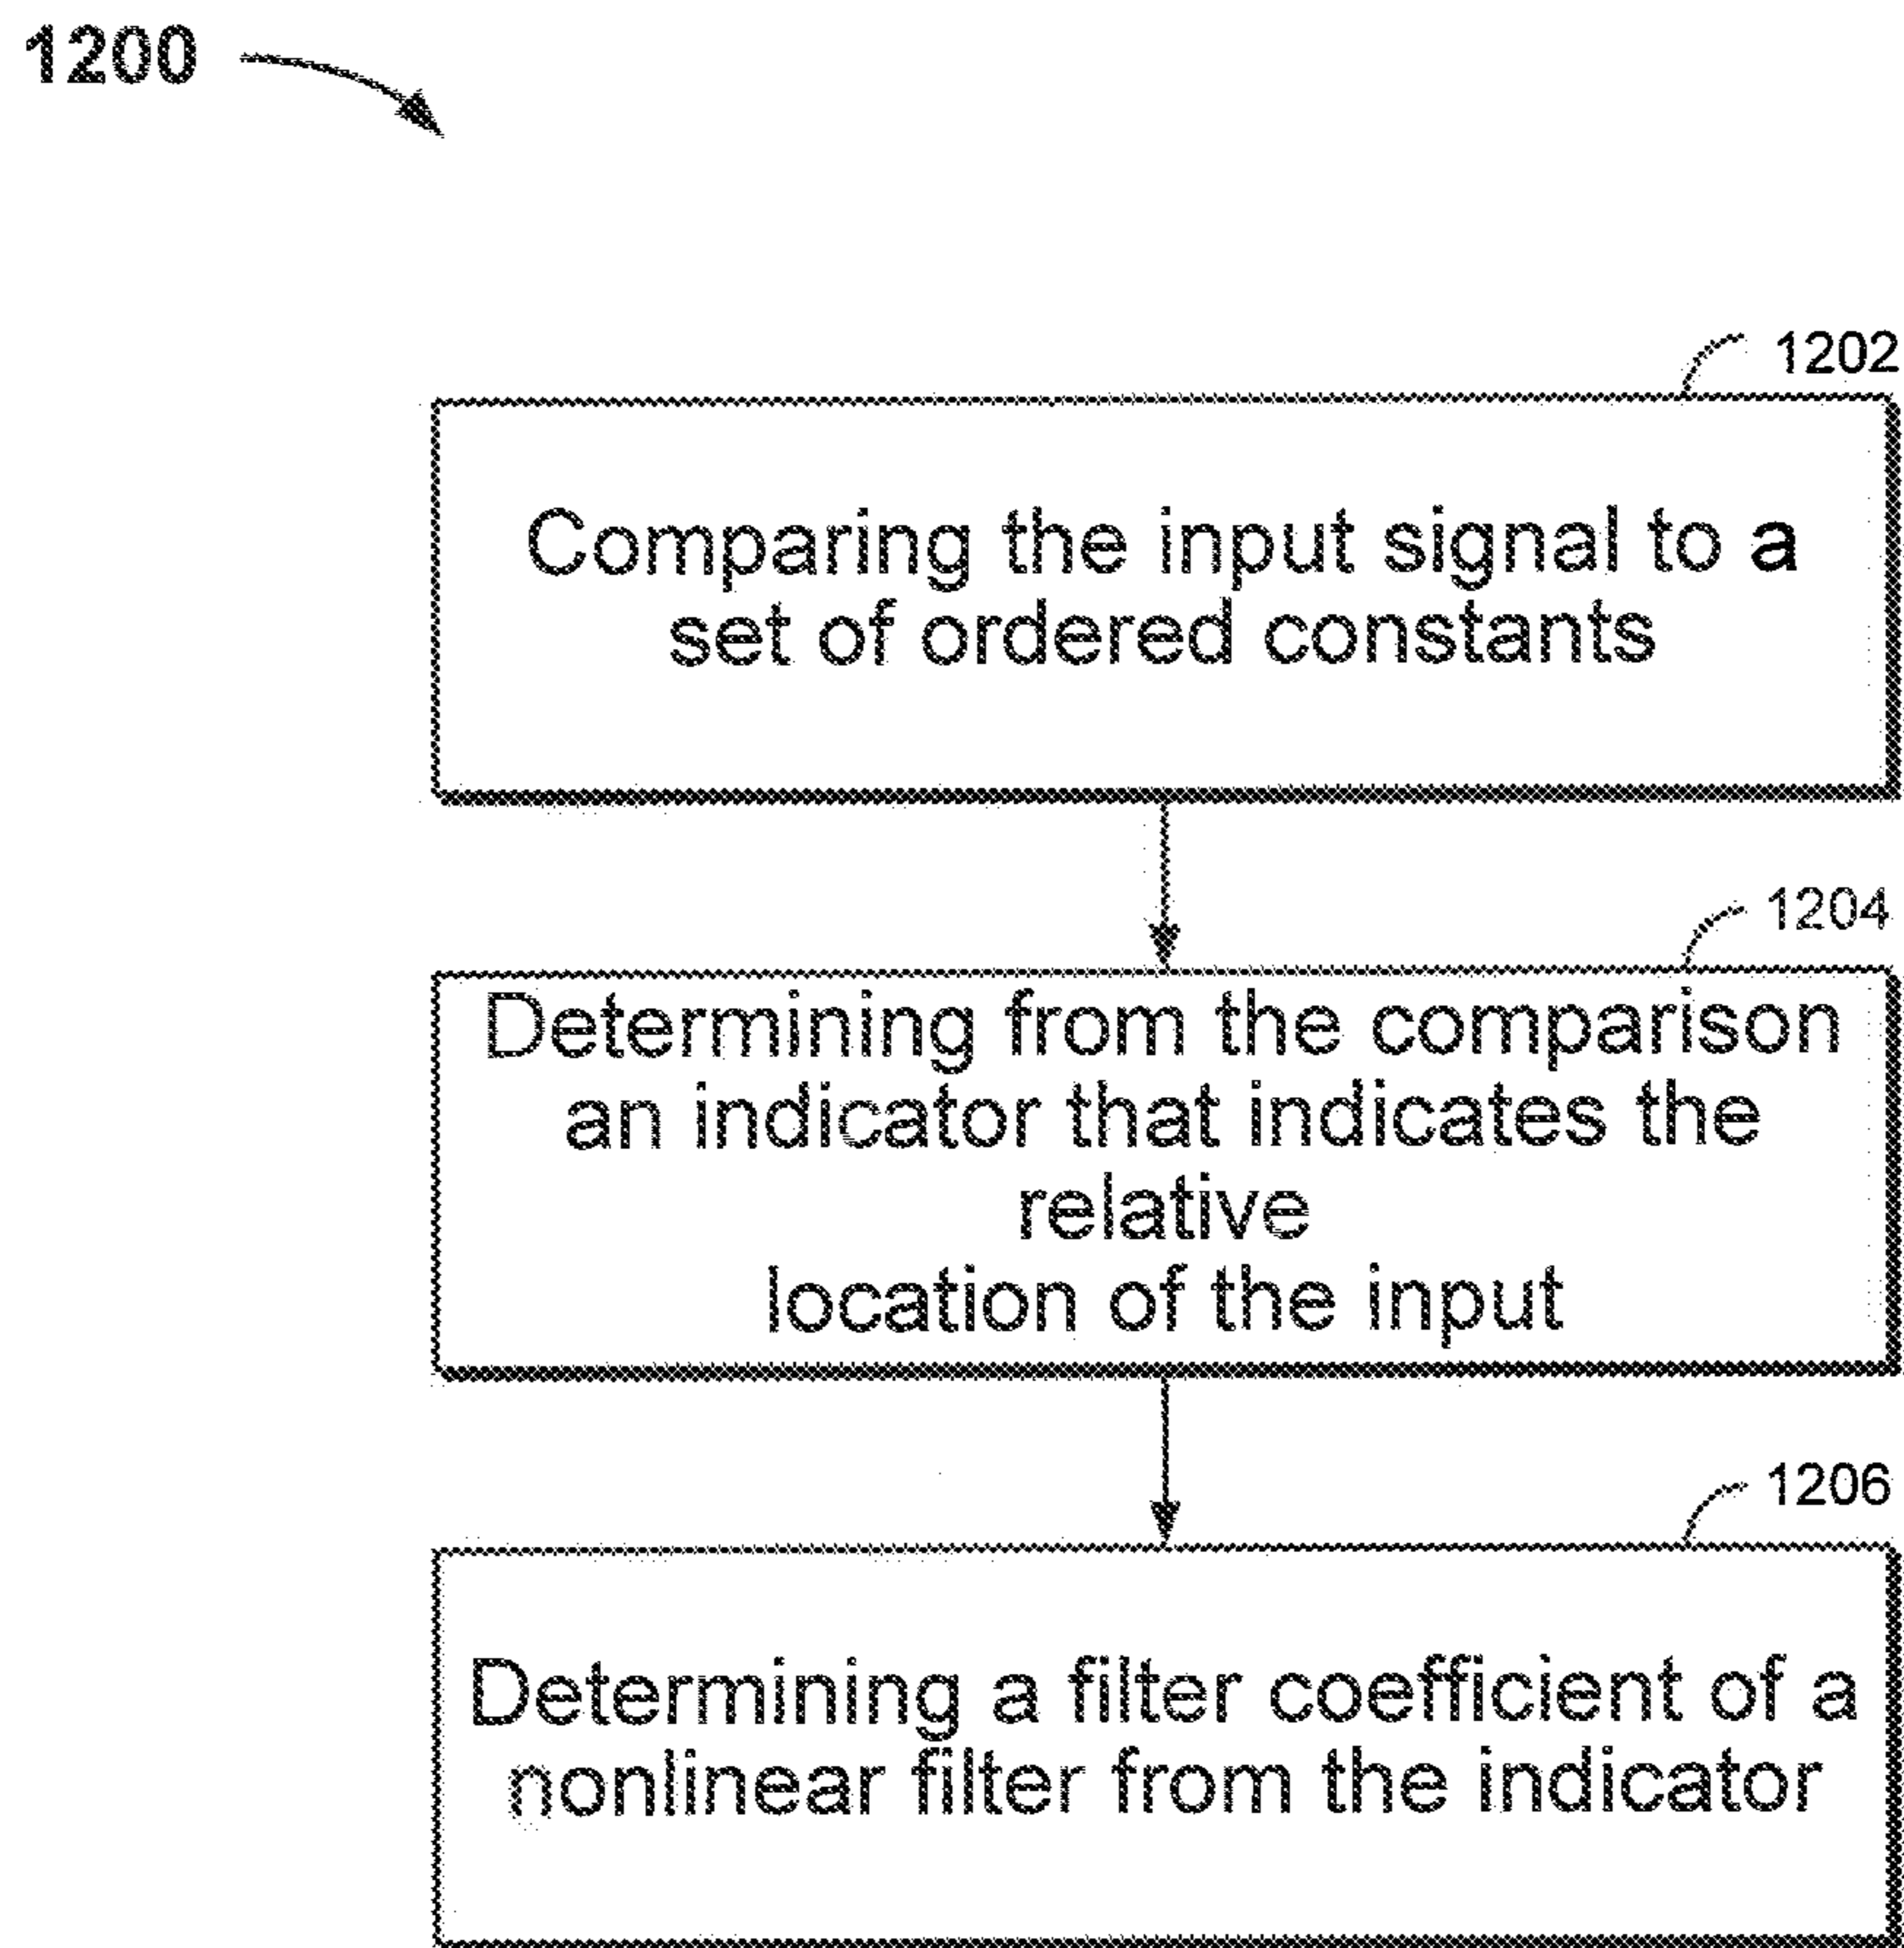 1200
1202
Comparing the input signal to a
set of ordered constants
1204
Determining from the comparison
an indicator that indicates the
relative
location of the input
1206
Determining a filter coefficient of a
nonlinear filter from the indicator